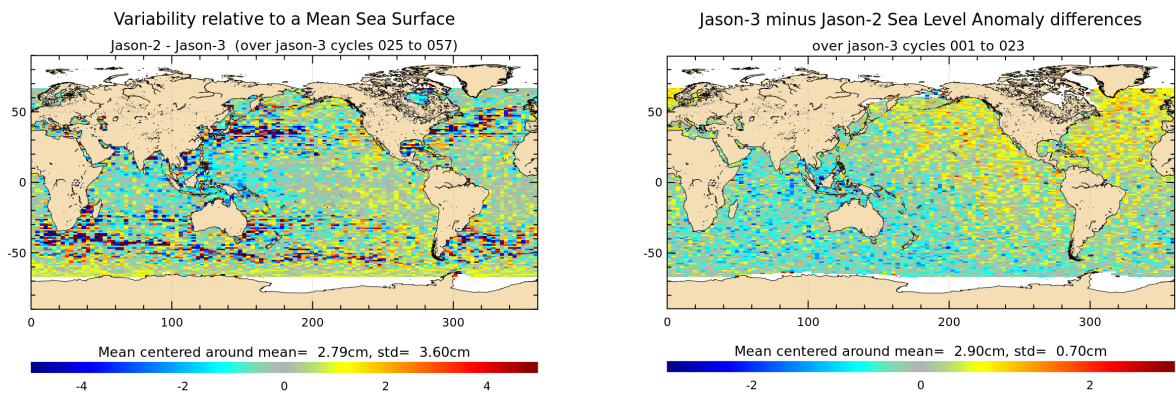 Variability relative to a Mean Sea Surface
Jason-2 - Jason-3 (over jason-3 cycles 025 to 057)
50
0
-50
0 100 200 300
Mean centered around mean= 2.79cm, std= 3.60cm
-4 -2 0 2 4
Jason-3 minus Jason-2 Sea Level Anomaly differences
over jason-3 cycles 001 to 023
50
0
-50
0 100 200 300
Mean centered around mean= 2.90cm, std= 0.70cm
-2 0 2